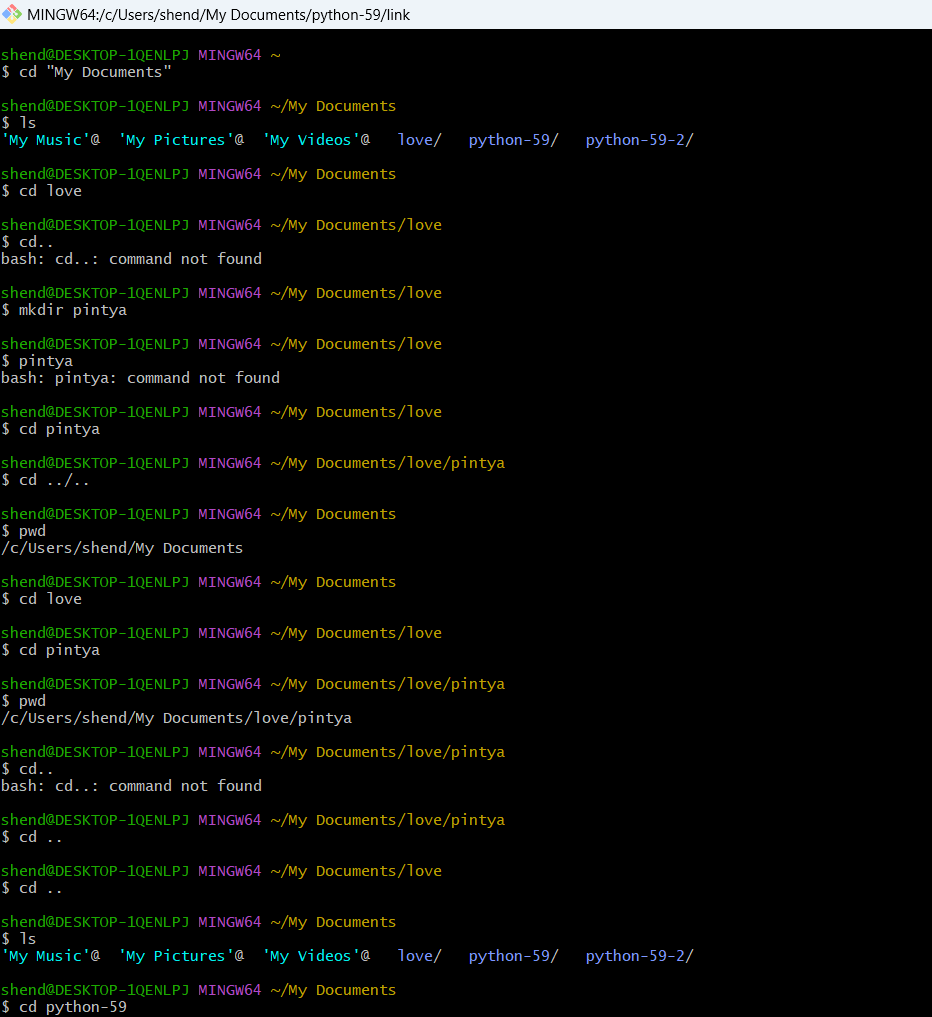 MINGW64:/c/Users/shend/My Documents/python-59/link
shend@DESKTOP-1QENLPJ MINGW64 ~
$ cd "My Documents"
shend@DESKTOP-1QENLPJ MINGW64 ~/My Documents
$ ls
'My Music'@  'My Pictures'@  'My Videos'@   love/   python-59/   python-59-2/
shend@DESKTOP-1QENLPJ MINGW64 ~/My Documents
$ cd love
shend@DESKTOP-1QENLPJ MINGW64 ~/My Documents/love
$ cd..
bash: cd..: command not found
shend@DESKTOP-1QENLPJ MINGW64 ~/My Documents/love
$ mkdir pintya
shend@DESKTOP-1QENLPJ MINGW64 ~/My Documents/love
$ pintya
bash: pintya: command not found
shend@DESKTOP-1QENLPJ MINGW64 ~/My Documents/love
$ cd pintya
shend@DESKTOP-1QENLPJ MINGW64 ~/My Documents/love/pintya
$ cd ../..
shend@DESKTOP-1QENLPJ MINGW64 ~/My Documents
$ pwd
/c/Users/shend/My Documents
shend@DESKTOP-1QENLPJ MINGW64 ~/My Documents
$ cd love
shend@DESKTOP-1QENLPJ MINGW64 ~/My Documents/love
$ cd pintya
shend@DESKTOP-1QENLPJ MINGW64 ~/My Documents/love/pintya
$ pwd
/c/Users/shend/My Documents/love/pintya
shend@DESKTOP-1QENLPJ MINGW64 ~/My Documents/love/pintya
$ cd..
bash: cd..: command not found
shend@DESKTOP-1QENLPJ MINGW64 ~/My Documents/love/pintya
$ cd ..
shend@DESKTOP-1QENLPJ MINGW64 ~/My Documents/love
$ cd ..
shend@DESKTOP-1QENLPJ MINGW64 ~/My Documents
$ ls
'My Music'@  'My Pictures'@  'My Videos'@   love/   python-59/   python-59-2/
shend@DESKTOP-1QENLPJ MINGW64 ~/My Documents
$ cd python-59